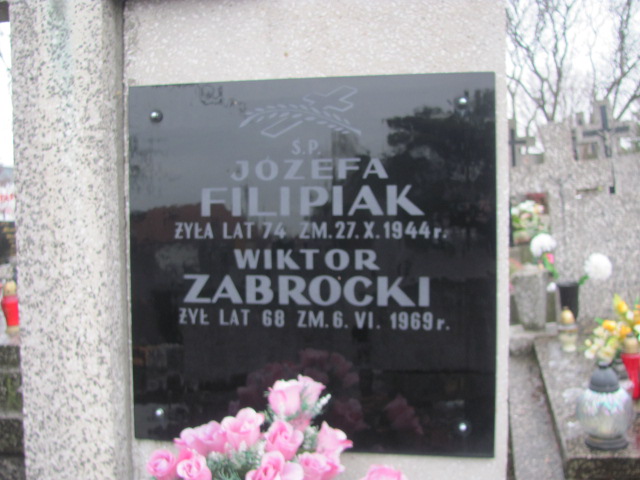 Ś.P.
JÓZEFA
FILIPIAK
ŻYŁA LAT 74 ZM. 27. X. 1944 r.
WIKTOR
ZABROCKI
ŻYŁ LAT 68 ZM. 6. VI. 1969 r.